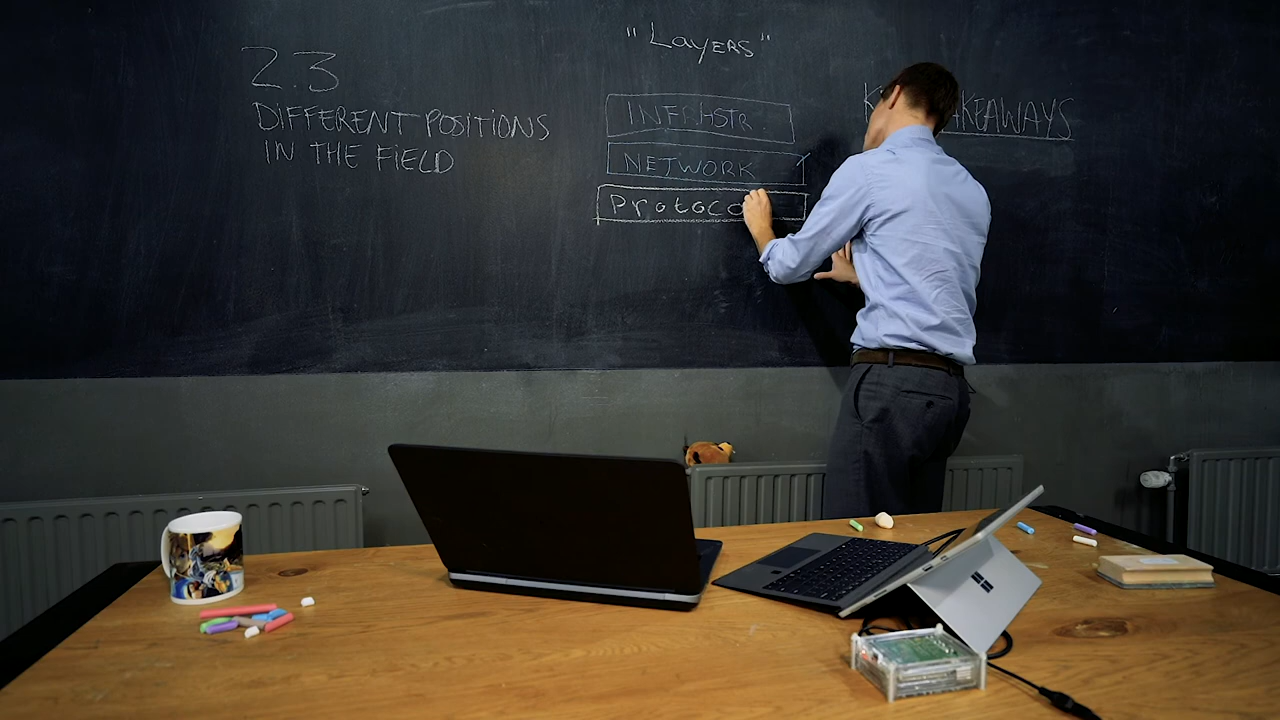 2.3
DIFFERENT POSITIONS
IN THE FIELD
"Layers"
INFRASTR.
NETWORK
Protoco